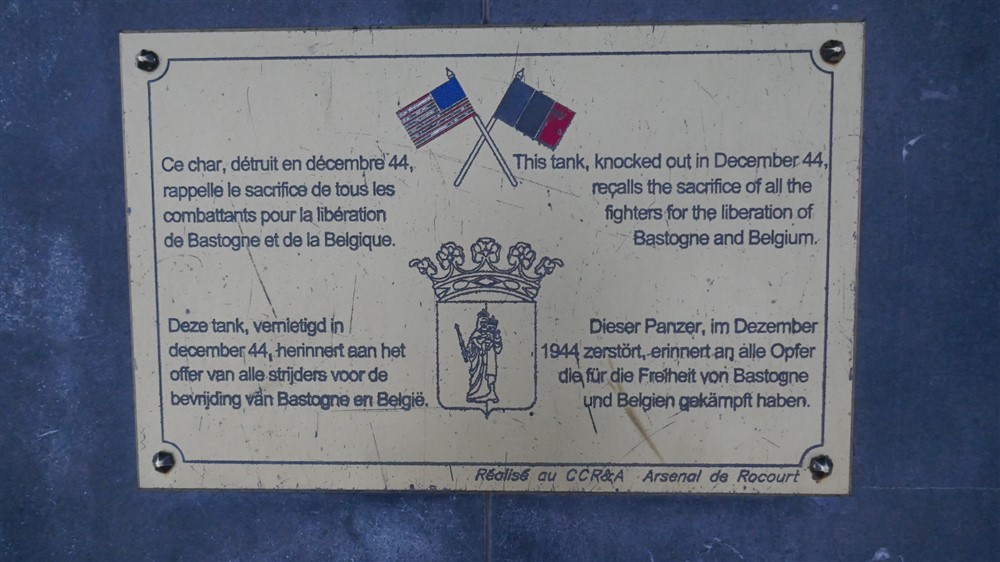 Ce char, détruit en décembre 44,
rappelle le sacrifice de tous les
combattants pour la libération
de Bastogne et de la Belgique.
This tank, knocked out in December 44,
reçalls the sacrifice of all the
fighters for the liberation of
Bastogne and Belgium.
Deze tank, vernietigd in
december 44, herinnert aan het
offer van alle strijders voor de
bevrijding van Bastogne en België.
Dieser Panzer, im Dezember
1944 zerstört, erinnert an alle Opfer
die für die Freiheit von Bastogne
und Belgien gekämpft haben.
Réalisé au CCR&A Arsenal de Rocourt